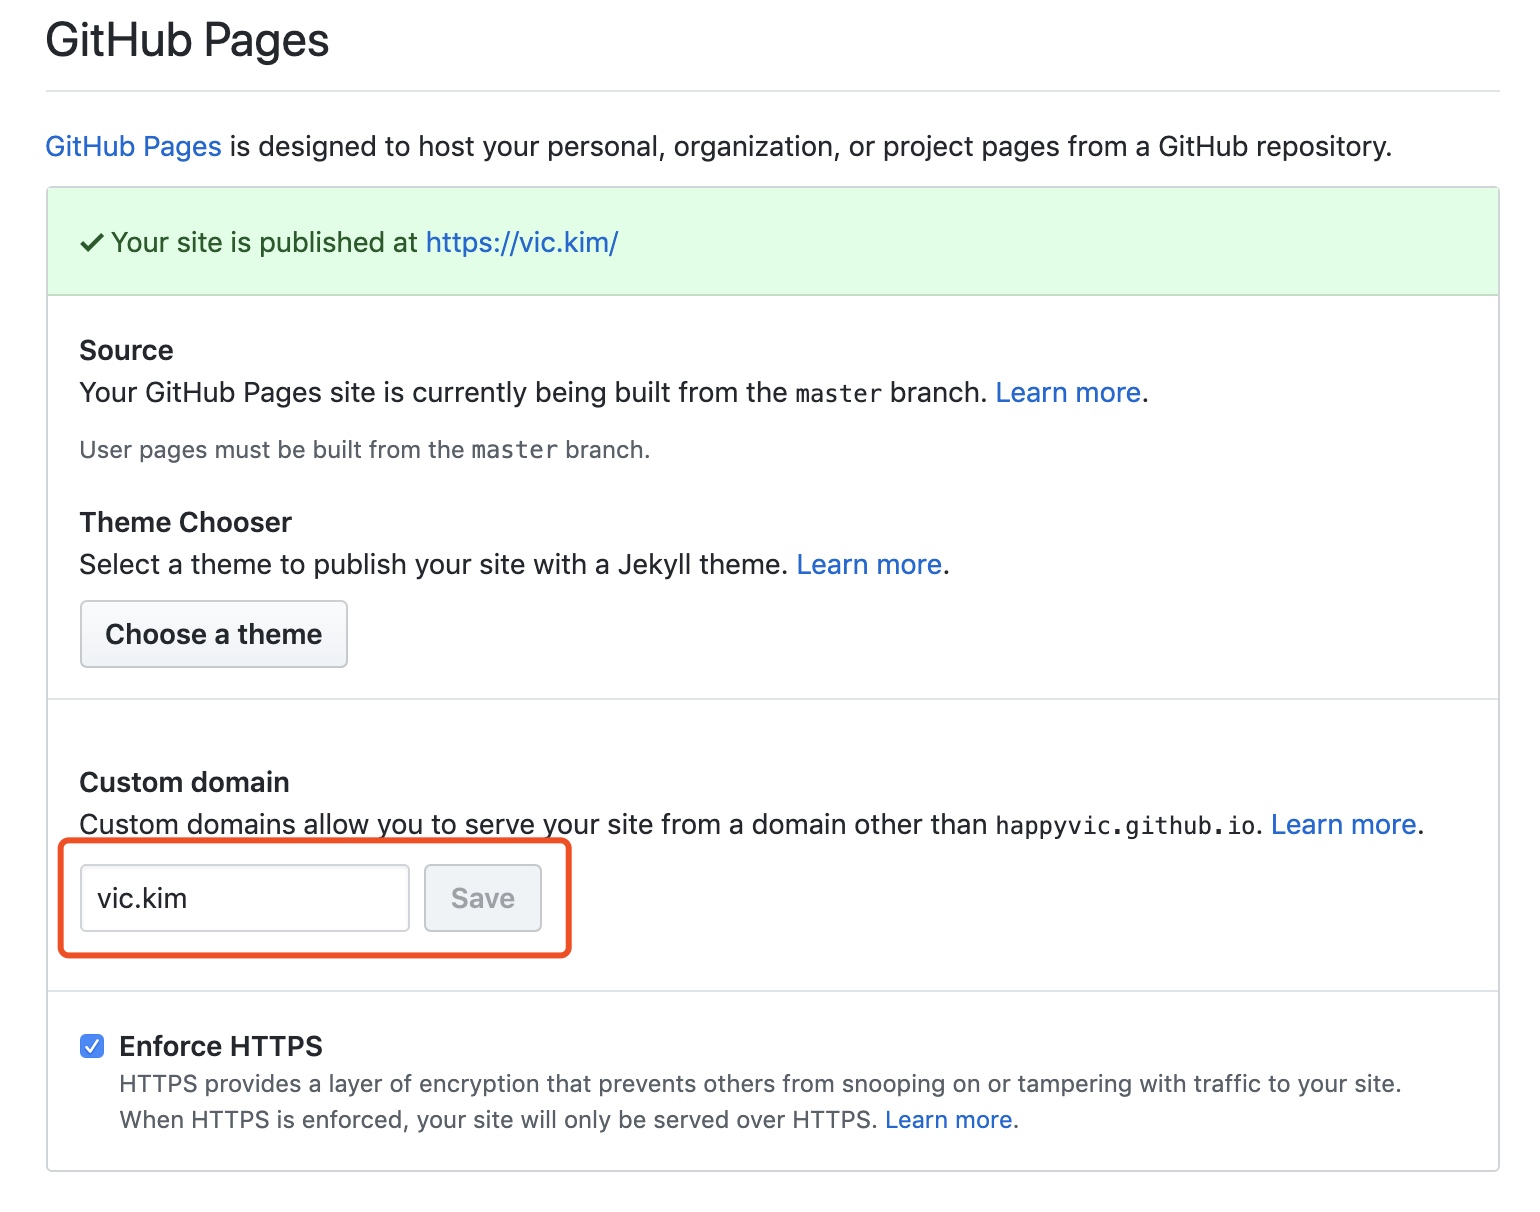 GitHub Pages
GitHub Pages is designed to host your personal, organization, or project pages from a GitHub repository.
Your site is published at https://vic.kim/
Source
Your GitHub Pages site is currently being built from the master branch. Learn more.
User pages must be built from the master branch.
Theme Chooser
Select a theme to publish your site with a Jekyll theme. Learn more.
Choose a theme
Custom domain
Custom domains allow you to serve your site from a domain other than happyvic.github.io. Learn more.
vic.kim Save
Enforce HTTPS
HTTPS provides a layer of encryption that prevents others from snooping on or tampering with traffic to your site.
When HTTPS is enforced, your site will only be served over HTTPS. Learn more.